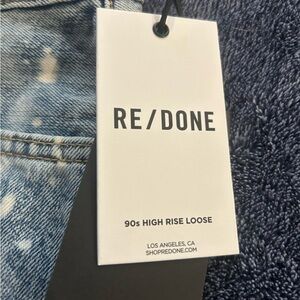 RE/DONE
90s HIGH RISE LOOSE
LOS ANGELES, CA
SHOPREDONE.COM